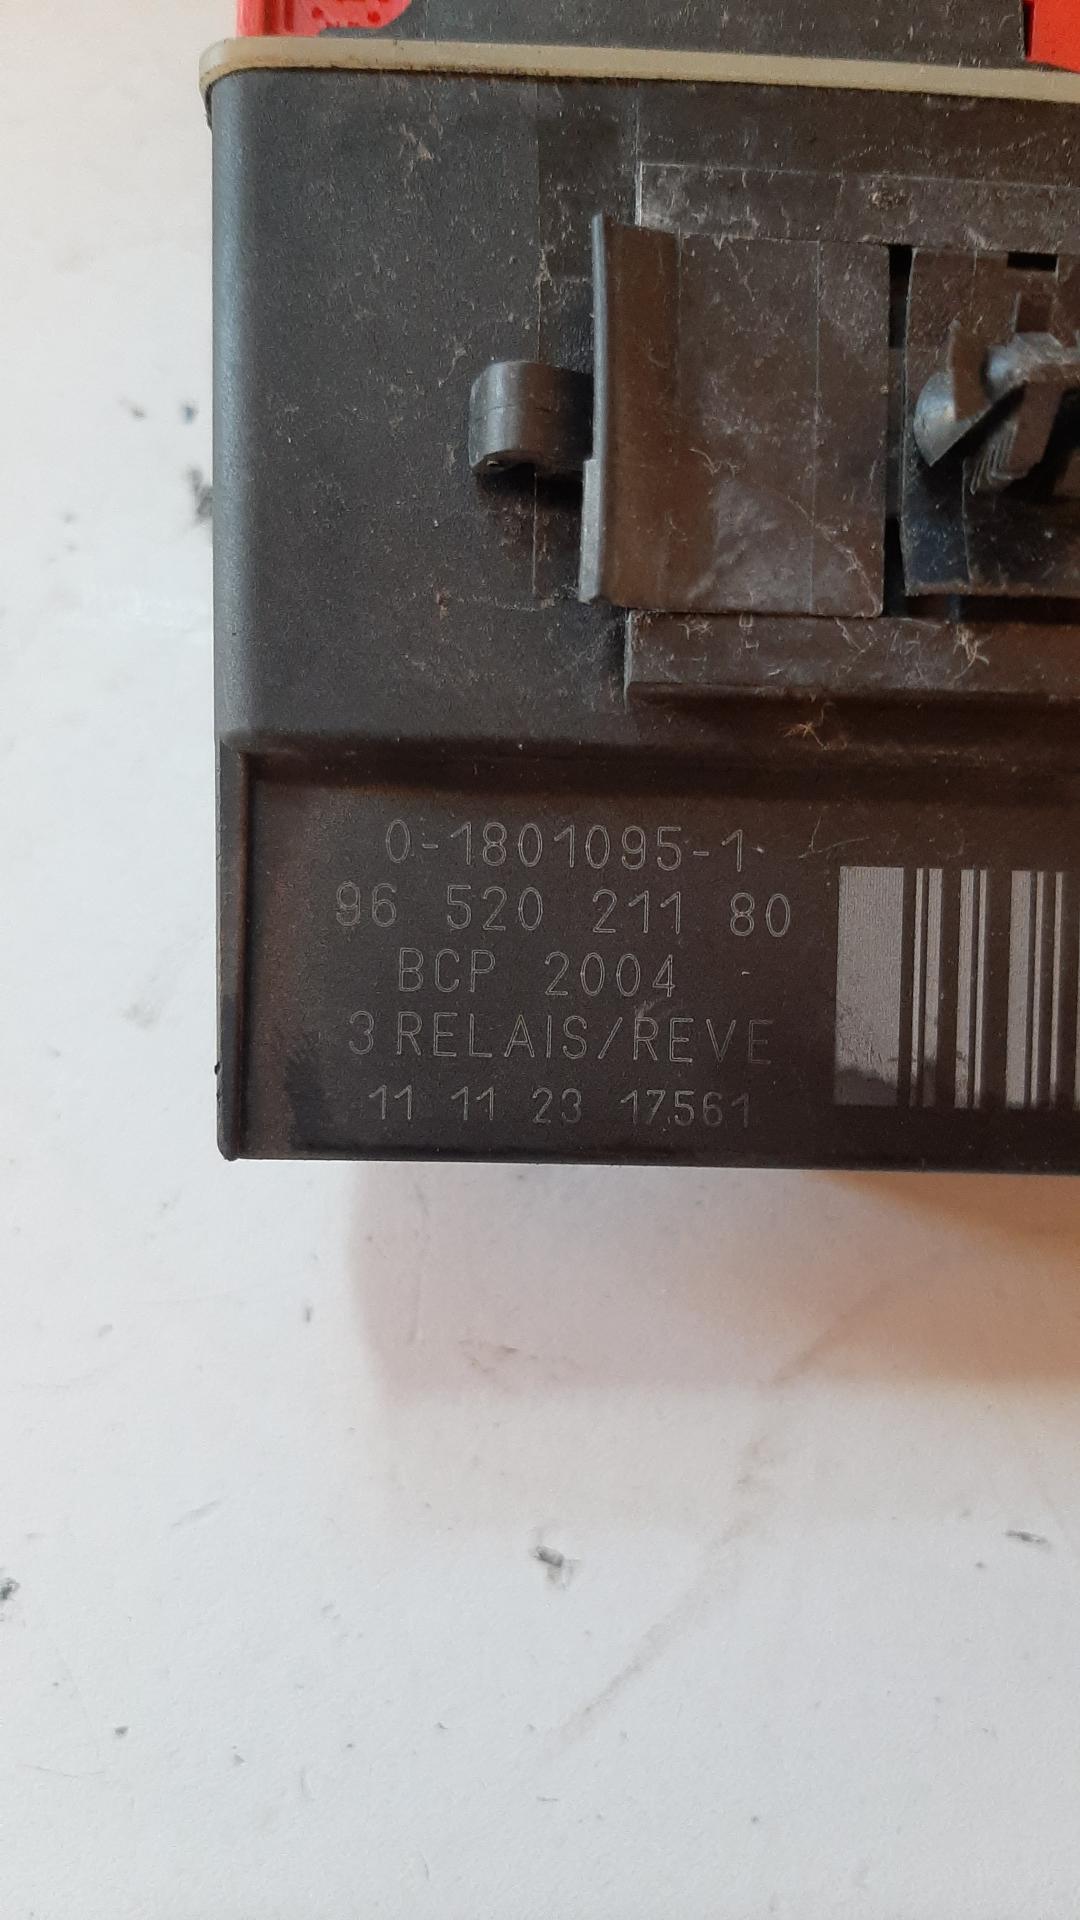 0-1801095-1
96 520 211 80
BCP 2004
3 RELAIS/REVE
11 11 23 17561